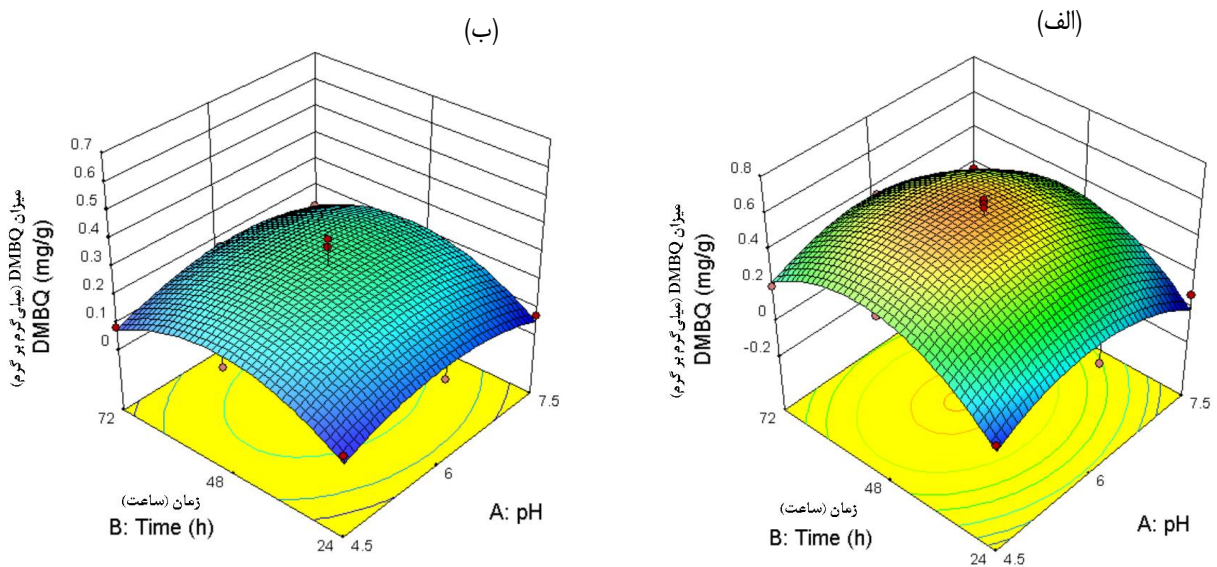 (الف)
0.8
0.6
0.4
0.2
0
-0.2
میزان DMBQ (میلی‌گرم بر گرم)
DMBQ (mg/g)
72
48
24
زمان (ساعت)
B: Time (h)
4.5
6
7.5
A: pH
(ب)
0.7
0.6
0.5
0.4
0.3
0.2
0.1
0
میزان DMBQ (میلی‌گرم بر گرم)
DMBQ (mg/g)
72
48
24
زمان (ساعت)
B: Time (h)
4.5
6
7.5
A: pH